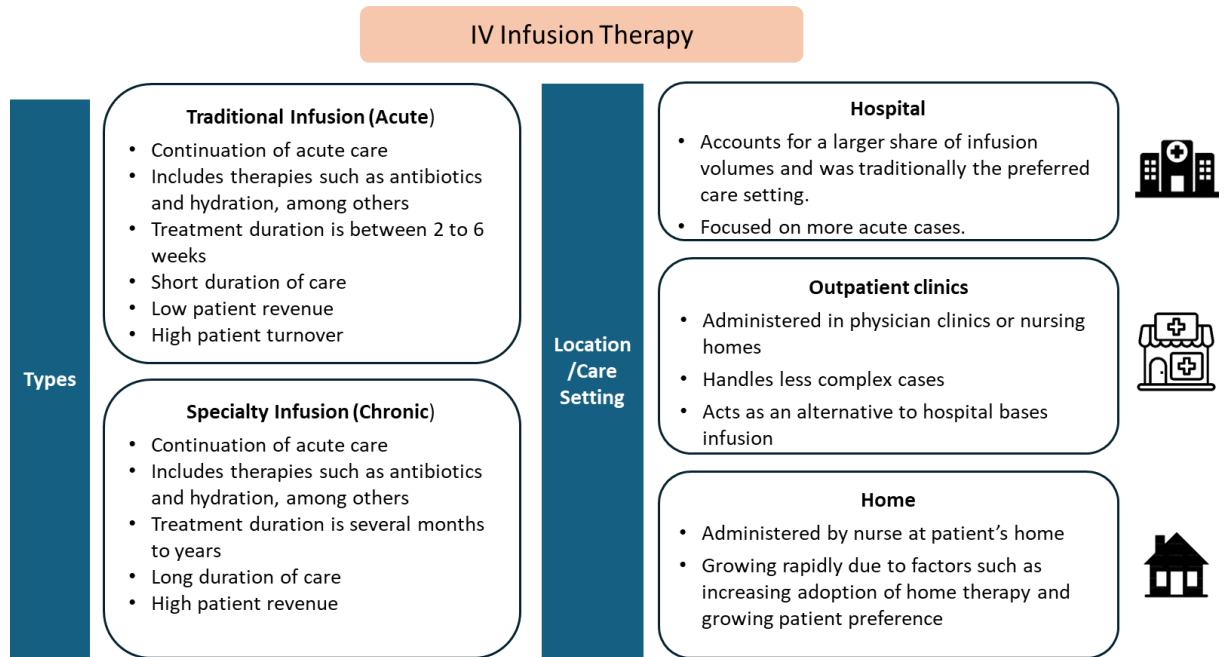 IV Infusion Therapy
Types
Traditional Infusion (Acute)
• Continuation of acute care
• Includes therapies such as antibiotics
and hydration, among others
• Treatment duration is between 2 to 6
weeks
• Short duration of care
• Low patient revenue
• High patient turnover
Specialty Infusion (Chronic)
• Continuation of acute care
• Includes therapies such as antibiotics
and hydration, among others
• Treatment duration is several months
to years
• Long duration of care
• High patient revenue
Location
/Care
Setting
Hospital
• Accounts for a larger share of infusion
volumes and was traditionally the preferred
care setting.
• Focused on more acute cases.
Outpatient clinics
• Administered in physician clinics or nursing
homes
• Handles less complex cases
• Acts as an alternative to hospital bases
infusion
Home
• Administered by nurse at patient’s home
• Growing rapidly due to factors such as
increasing adoption of home therapy and
growing patient preference